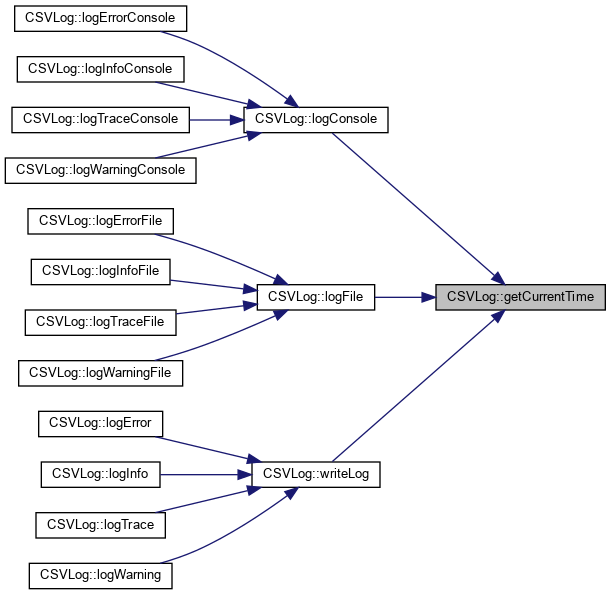 CSVLog::logErrorConsole
CSVLog::logInfoConsole
CSVLog::logTraceConsole
CSVLog::logConsole
CSVLog::logWarningConsole
CSVLog::logErrorFile
CSVLog::logInfoFile
CSVLog::logFile
CSVLog::getCurrentTime
CSVLog::logTraceFile
CSVLog::logWarningFile
CSVLog::logError
CSVLog::logInfo
CSVLog::writeLog
CSVLog::logTrace
CSVLog::logWarning